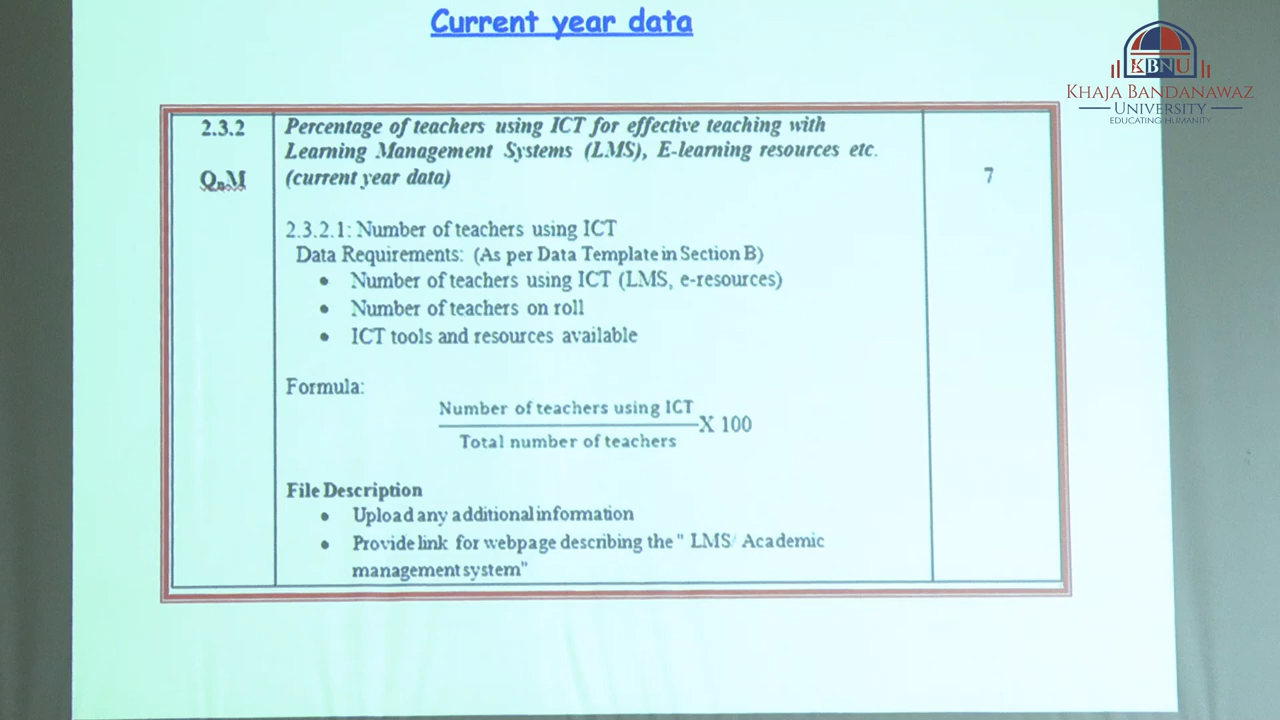 Current year data
KBNU
KHAJA BANDANAWAZ
UNIVERSITY
EDUCATING HUMANITY
2.3.2
QnM
Percentage of teachers using ICT for effective teaching with
Learning Management Systems (LMS), E-learning resources etc.
(current year data)
7
2.3.2.1: Number of teachers using ICT
Data Requirements: (As per Data Template in Section B)
• Number of teachers using ICT (LMS, e-resources)
• Number of teachers on roll
• ICT tools and resources available
Formula:
Number of teachers using ICT
X 100
Total number of teachers
File Description
• Upload any additional information
• Provide link for webpage describing the " LMS/ Academic
management system"